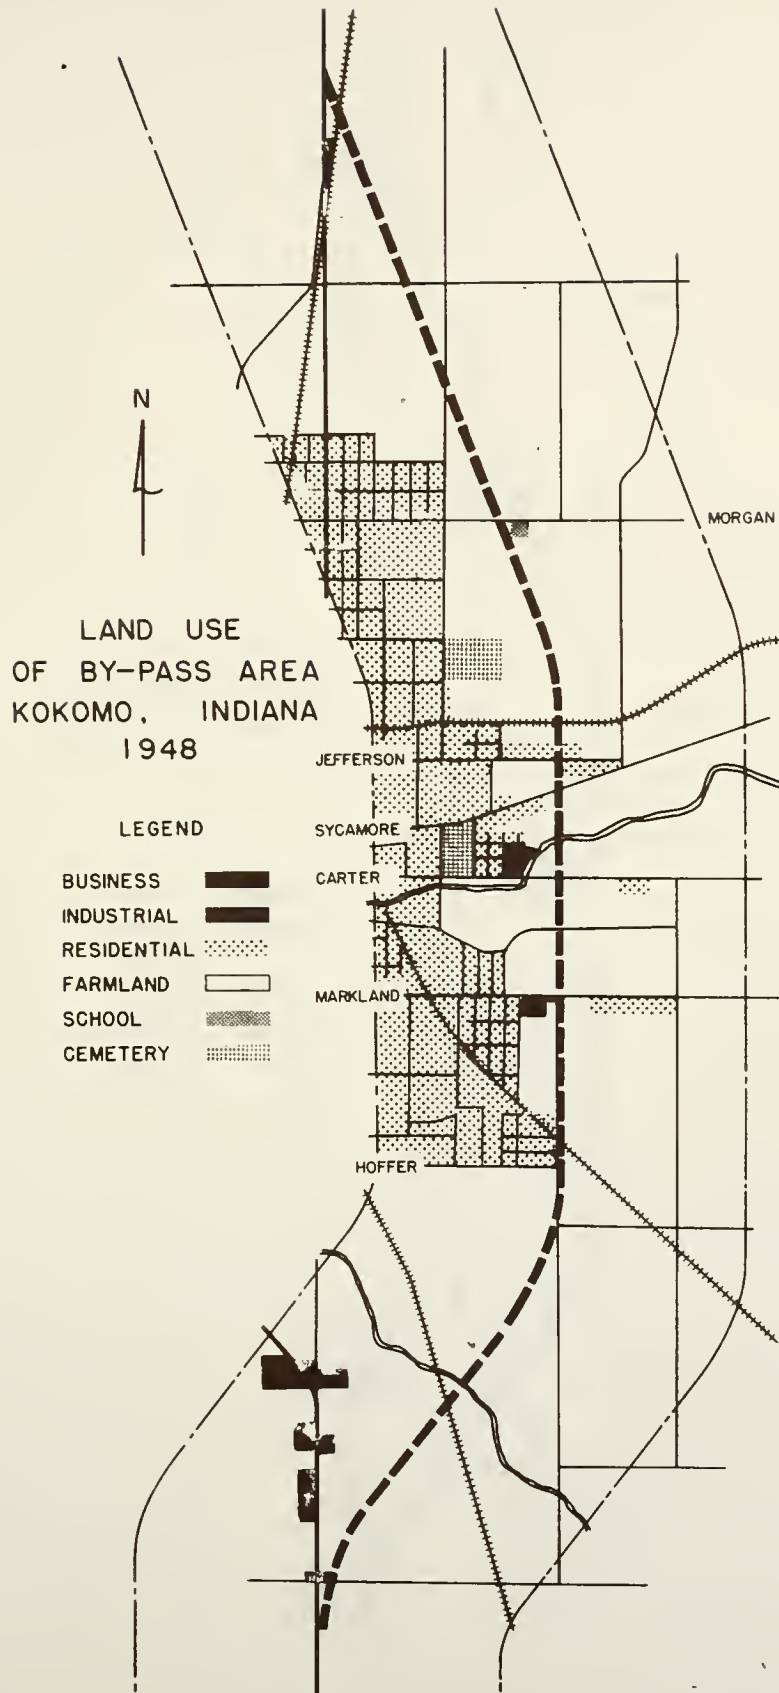 N
MORGAN
LAND USE
OF BY-PASS AREA
KOKOMO, INDIANA
1948
JEFFERSON
SYCAMORE
CARTER
LEGEND
BUSINESS
INDUSTRIAL
RESIDENTIAL
FARMLAND
SCHOOL
CEMETERY
MARKLAND
HOFFER